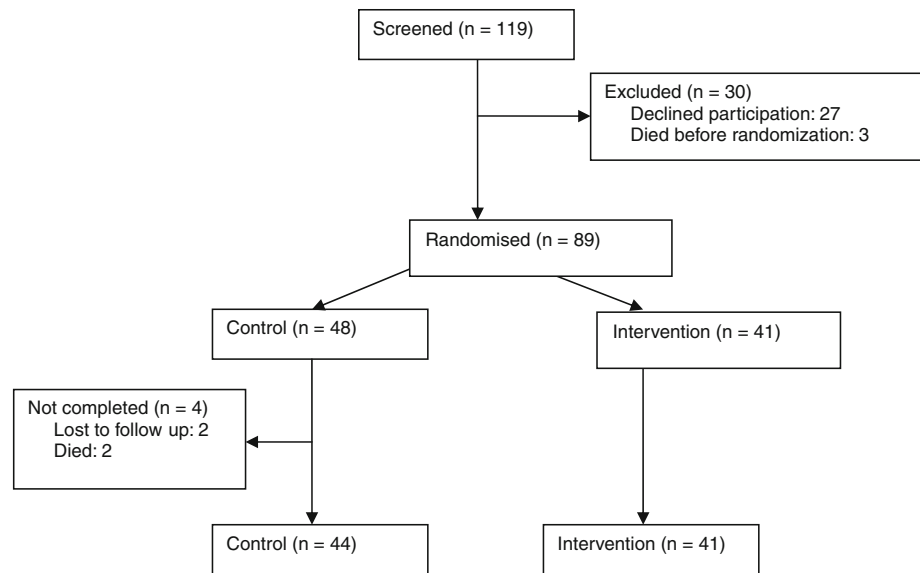 Screened (n = 119)
Excluded (n = 30)
Declined participation: 27
Died before randomization: 3
Randomised (n = 89)
Control (n = 48)
Intervention (n = 41)
Not completed (n = 4)
Lost to follow up: 2
Died: 2
Control (n = 44)
Intervention (n = 41)